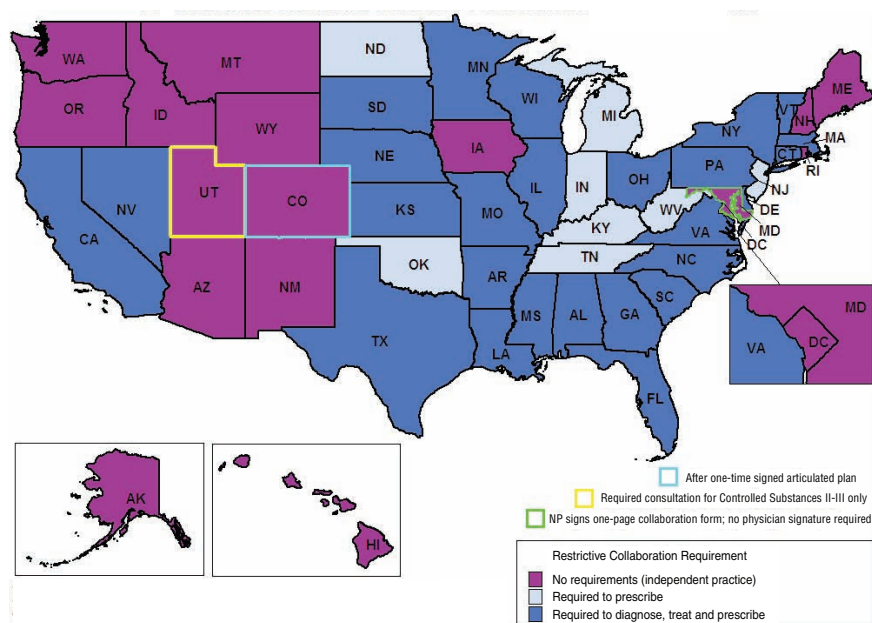 WA
MT
ND
MN
ME
OR
ID
WY
SD
WI
MI
NY
VT
NH
MA
CT
RI
IA
NE
PA
NJ
NV
UT
CO
IL
IN
OH
DE
CA
KS
MO
KY
WV
VA
MD
DC
TN
NC
AZ
NM
OK
AR
SC
TX
MS
AL
GA
LA
FL
MD
DC
VA
AK
HI
After one-time signed articulated plan
Required consultation for Controlled Substances II-III only
NP signs one-page collaboration form; no physician signature required
Restrictive Collaboration Requirement
No requirements (independent practice)
Required to prescribe
Required to diagnose, treat and prescribe